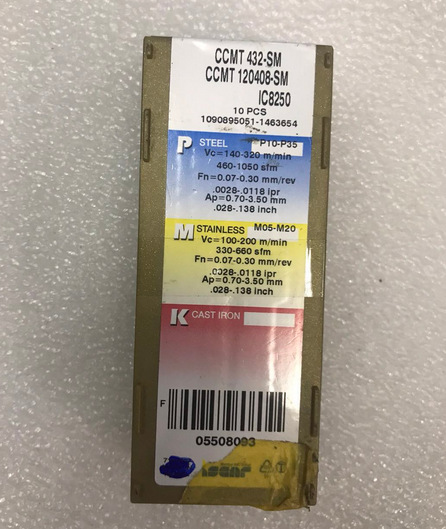 CCMT 432-SM
CCMT 120408-SM
IC8250
10 PCS
1090895051-1463654
P STEEL P10-P35
Vc=140-320 m/min
460-1050 sfm
Fn=0.07-0.30 mm/rev
.0028-.0118 ipr
Ap=0.70-3.50 mm
.028-.138 inch
M STAINLESS M05-M20
Vc=100-200 m/min
330-660 sfm
Fn=0.07-0.30 mm/rev
.0028-.0118 ipr
Ap=0.70-3.50 mm
.028-.138 inch
K CAST IRON
F
05508093